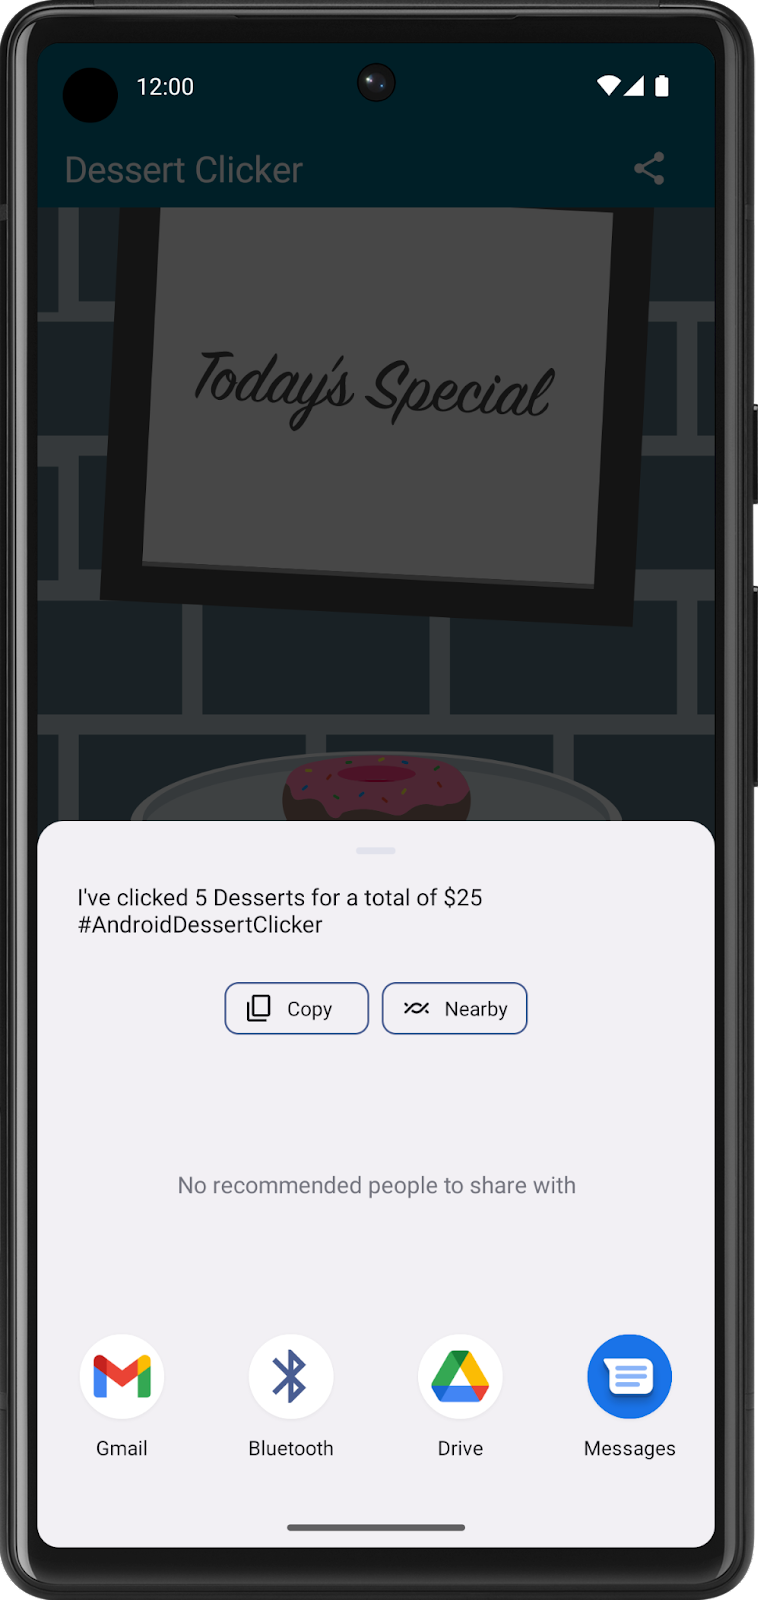 12:00
Dessert Clicker
Today's Special
I've clicked 5 Desserts for a total of $25
#AndroidDessertClicker
Copy
Nearby
No recommended people to share with
Gmail
Bluetooth
Drive
Messages